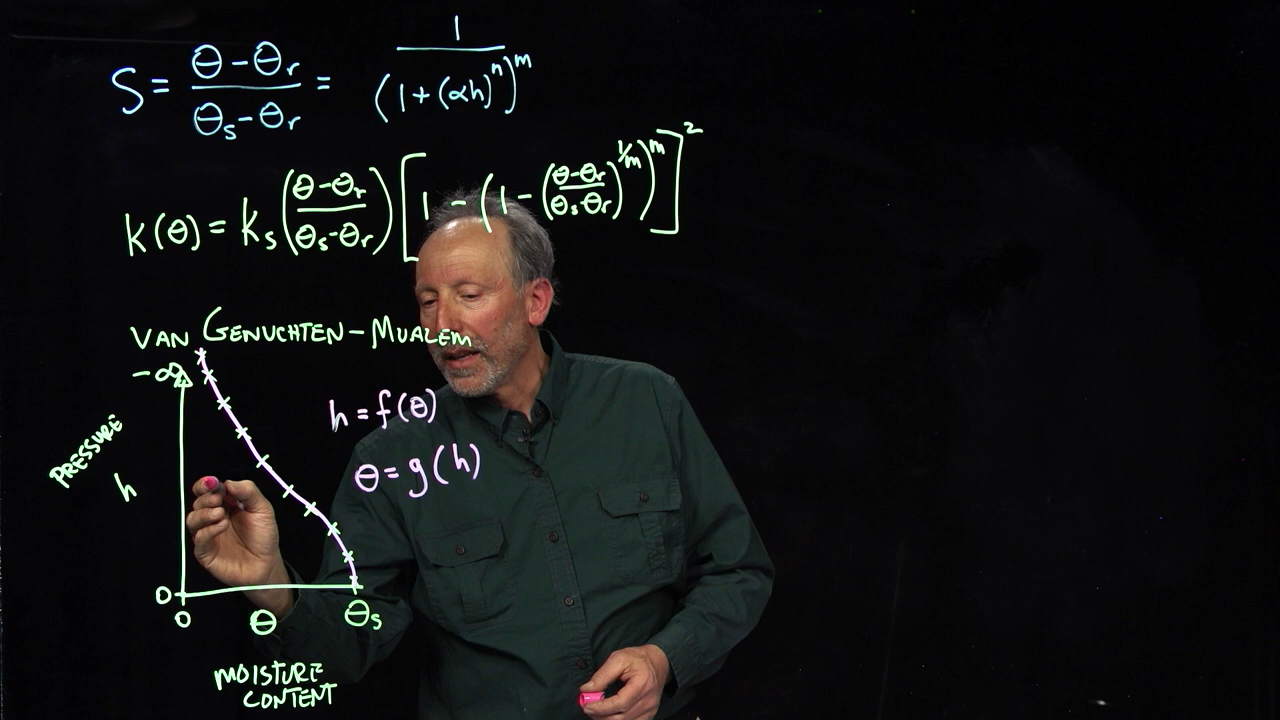 S = (θ-θr)/(θs-θr) = 1/(1+(αh)^n)^m
K(θ) = Ks((θ-θr)/(θs-θr))[1-(1-((θ-θr)/(θs-θr))^1/m)^m]^2
VAN GENUCHTEN-MUALEM
-∞
h = f(θ)
PRESSURE
θ = g(h)
h
0
0 θ θs
MOISTURE
CONTENT